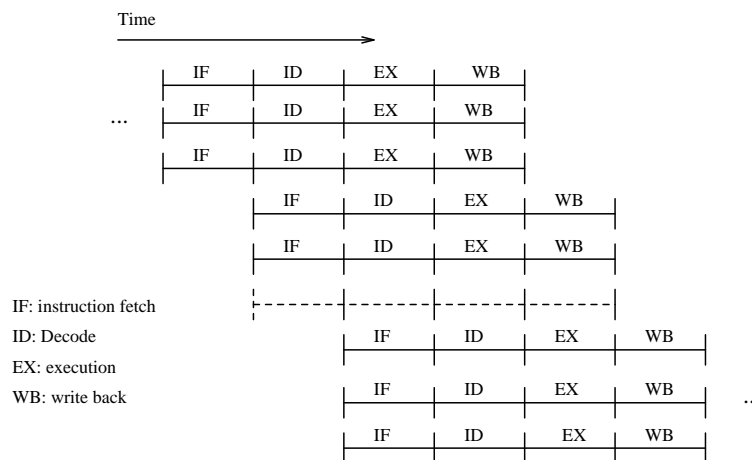 Time
IF ID EX WB
... IF ID EX WB
IF ID EX WB
IF ID EX WB
IF ID EX WB
IF: instruction fetch
ID: Decode
IF ID EX WB
EX: execution
WB: write back
IF ID EX WB ...
IF ID EX WB